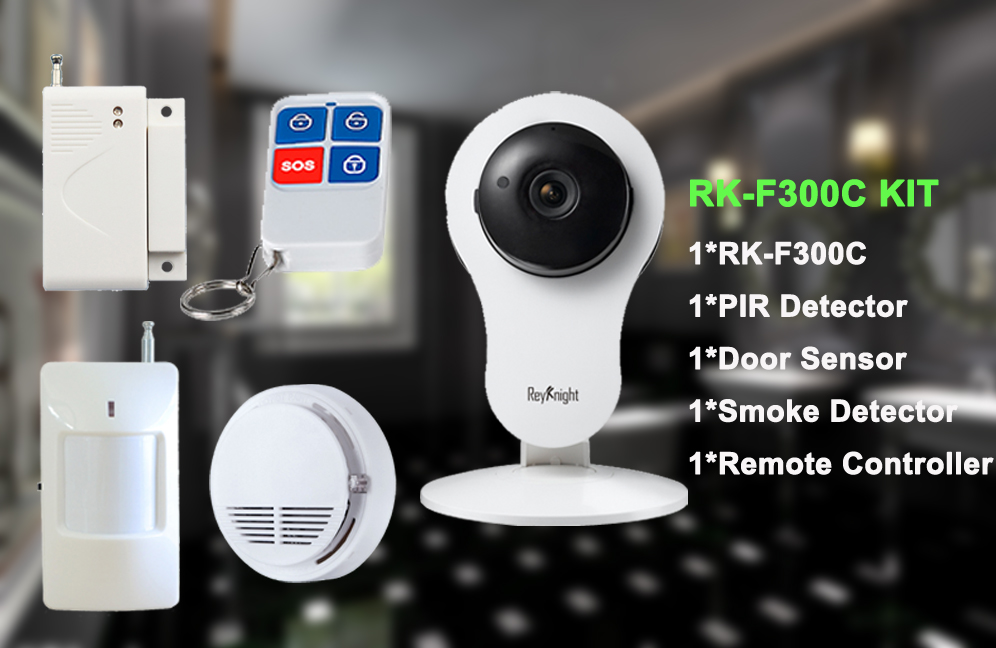 SOS
ReyKnight
RK-F300C KIT
1*RK-F300C
1*PIR Detector
1*Door Sensor
1*Smoke Detector
1*Remote Controller